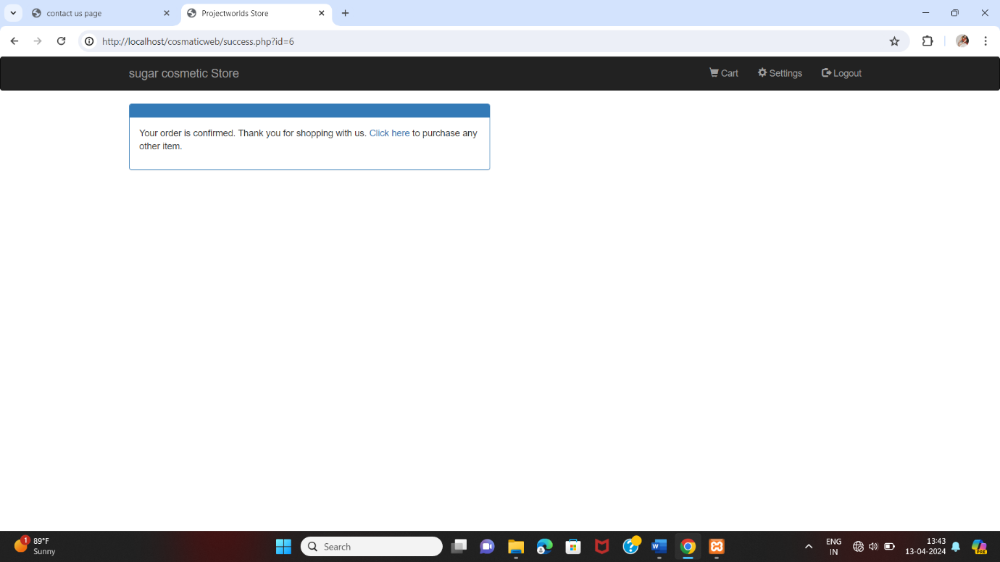 contact us page
Projectworlds Store
http://localhost/cosmaticweb/success.php?id=6
sugar cosmetic Store
Cart
Settings
Logout
Your order is confirmed. Thank you for shopping with us. Click here to purchase any
other item.
1
89°F
Sunny
Search
ENG
IN
13:43
13-04-2024
PRE